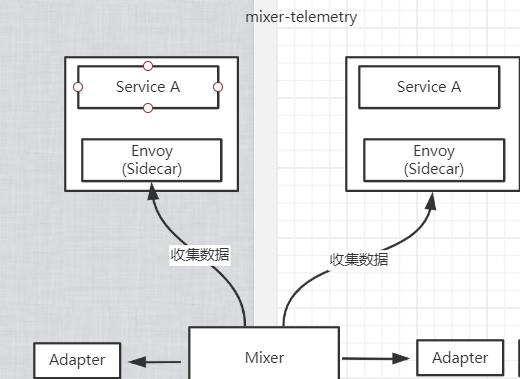 mixer-telemetry
Service A
Service A
Envoy
(Sidecar)
Envoy
(Sidecar)
收集数据
收集数据
Adapter
Mixer
Adapter